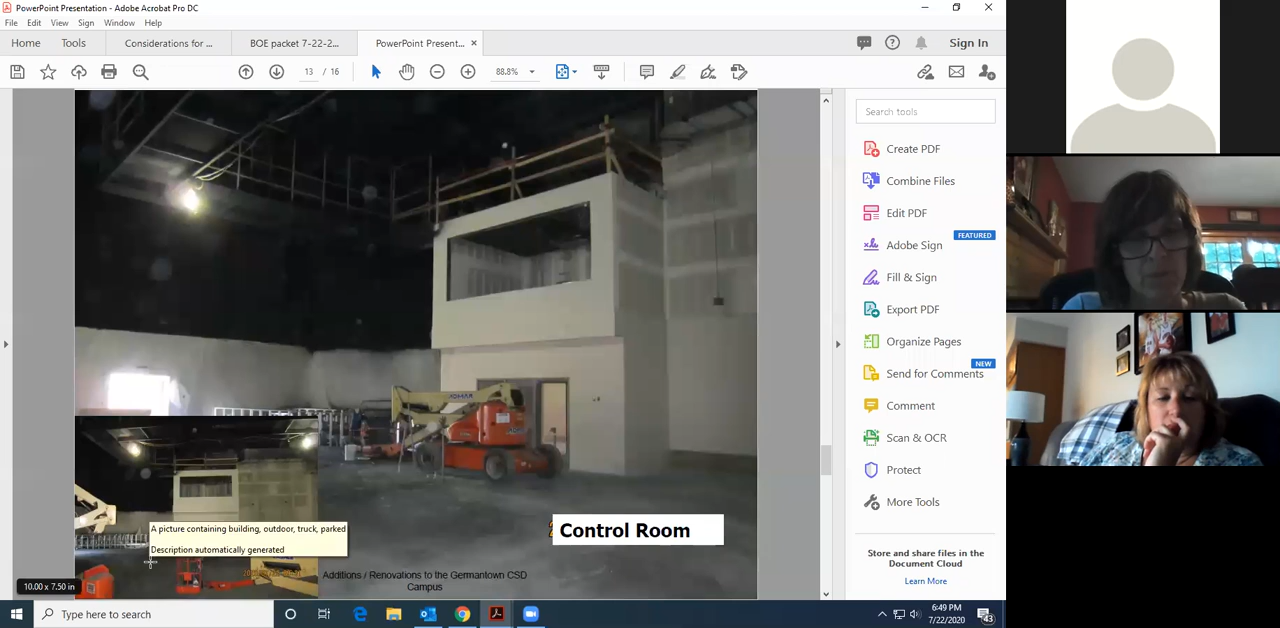 PowerPoint Presentation - Adobe Acrobat Pro DC
File Edit View Sign Window Help
Home Tools Considerations for ... BOE packet 7-22-2... PowerPoint Present... × Sign In
13 / 16 88.8%
Search tools
Create PDF
Combine Files
Edit PDF
FEATURED
Adobe Sign
Fill & Sign
Export PDF
Organize Pages
NEW
Send for Comments
Comment
Scan & OCR
Protect
More Tools
Store and share files in the
Document Cloud
Learn More
Control Room
A picture containing building, outdoor, truck, parked
Description automatically generated
Additions / Renovations to the Germantown CSD
Campus
10.00 x 7.50 in
Type here to search
6:49 PM
7/22/2020
43